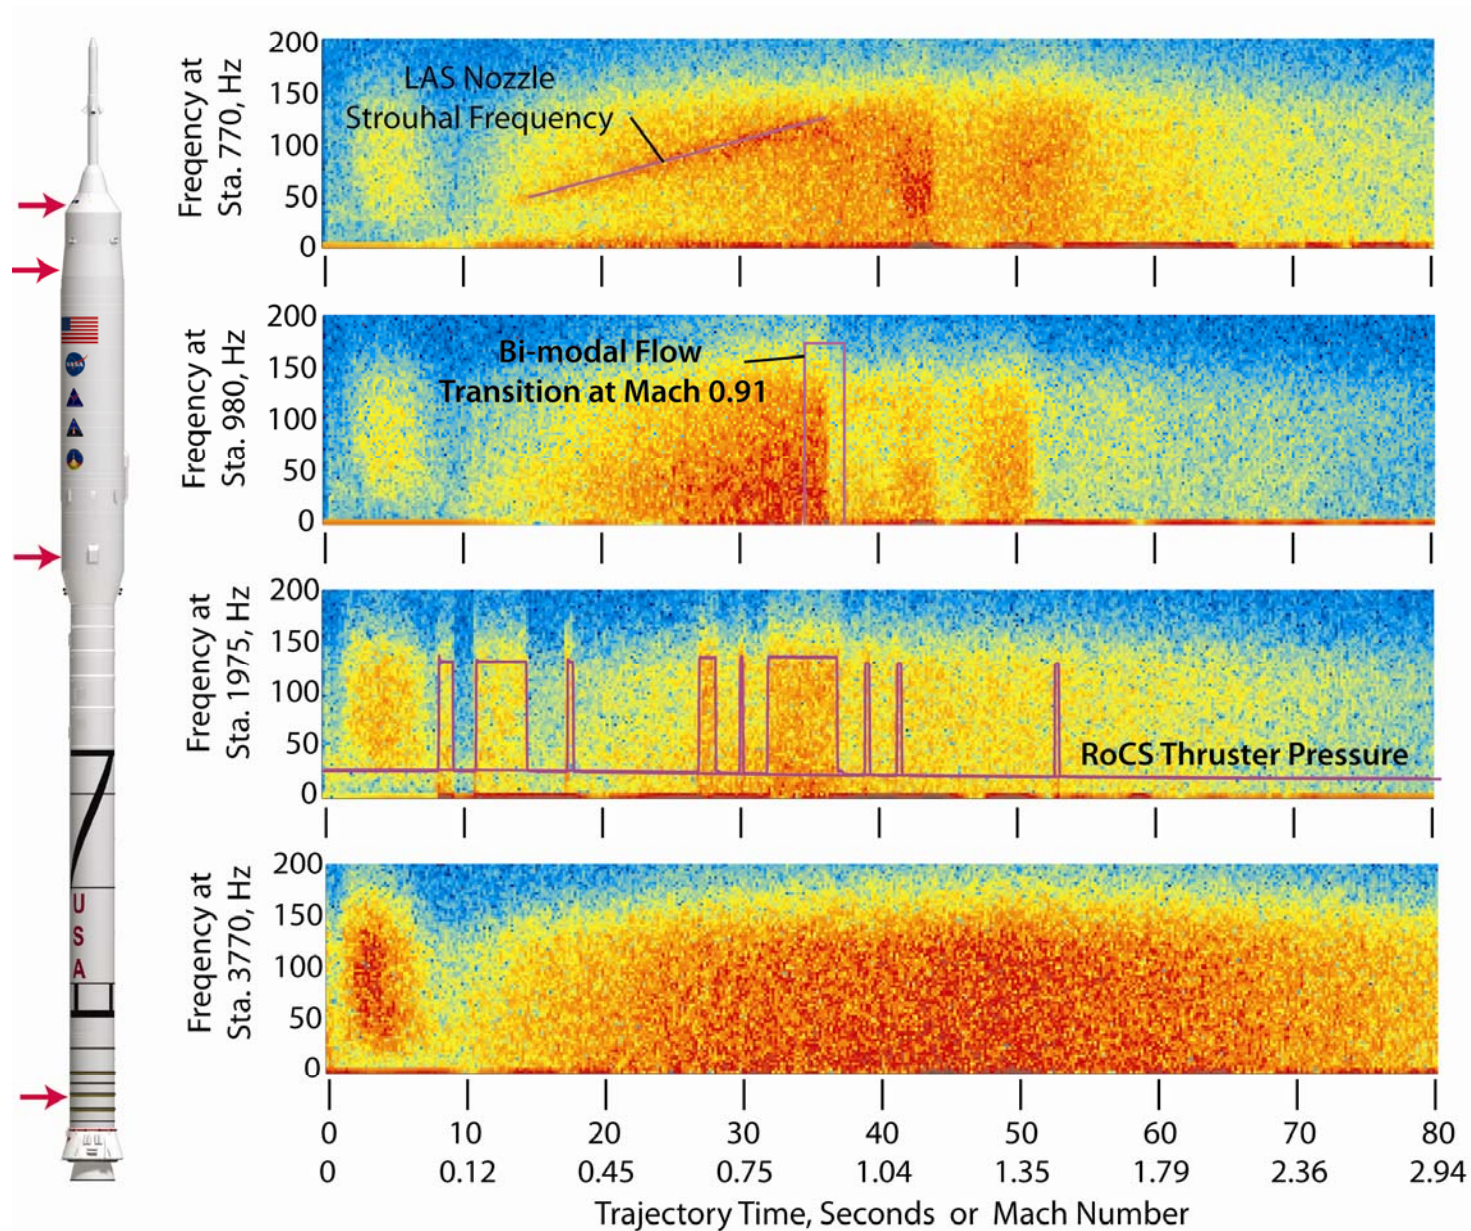 200
150
100
50
0
Freqency at
Sta. 770, Hz
LAS Nozzle
Strouhal Frequency
200
150
100
50
0
Freqency at
Sta. 980, Hz
Bi-modal Flow
Transition at Mach 0.91
200
150
100
50
0
Freqency at
Sta. 1975, Hz
RoCS Thruster Pressure
200
150
100
50
0
Freqency at
Sta. 3770, Hz
0 10 20 30 40 50 60 70 80
0 0.12 0.45 0.75 1.04 1.35 1.79 2.36 2.94
Trajectory Time, Seconds or Mach Number
NASA
7
U
S
A